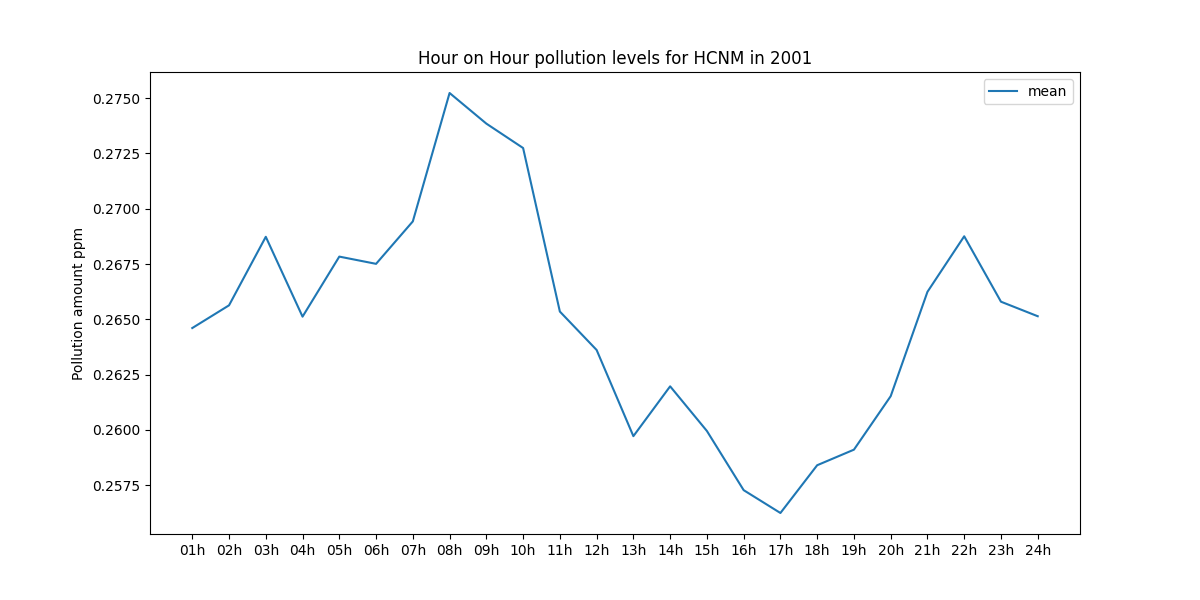 Hour on Hour pollution levels for HCNM in 2001
mean
Pollution amount ppm
0.2750
0.2725
0.2700
0.2675
0.2650
0.2625
0.2600
0.2575
01h 02h 03h 04h 05h 06h 07h 08h 09h 10h 11h 12h 13h 14h 15h 16h 17h 18h 19h 20h 21h 22h 23h 24h